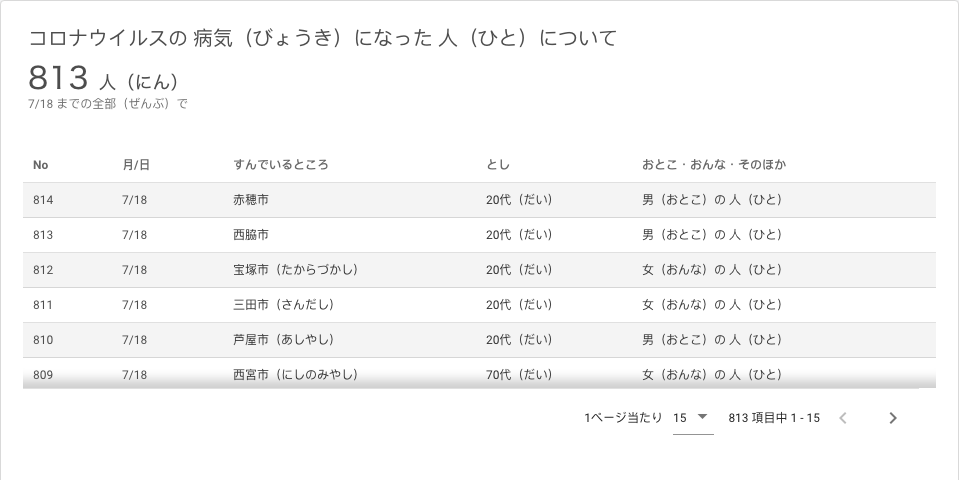 コロナウイルスの 病気（びょうき）になった 人（ひと）について
813 人（にん）
7/18 までの全部（ぜんぶ）で
No 月/日 すんでいるところ とし おとこ・おんな・そのほか
814 7/18 赤穂市 20代（だい） 男（おとこ）の 人（ひと）
813 7/18 西脇市 20代（だい） 男（おとこ）の 人（ひと）
812 7/18 宝塚市（たからづかし） 20代（だい） 女（おんな）の 人（ひと）
811 7/18 三田市（さんだし） 20代（だい） 女（おんな）の 人（ひと）
810 7/18 芦屋市（あしやし） 20代（だい） 男（おとこ）の 人（ひと）
809 7/18 西宮市（にしのみやし） 70代（だい） 女（おんな）の 人（ひと）
1ページ当たり 15 813 項目中 1 - 15